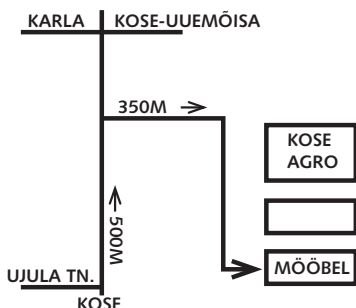 KARLA KOSE-UUEMÕISA
350M →
KOSE
AGRO
→ 500M
MÖÖBEL
UJULA TN.
KOSE